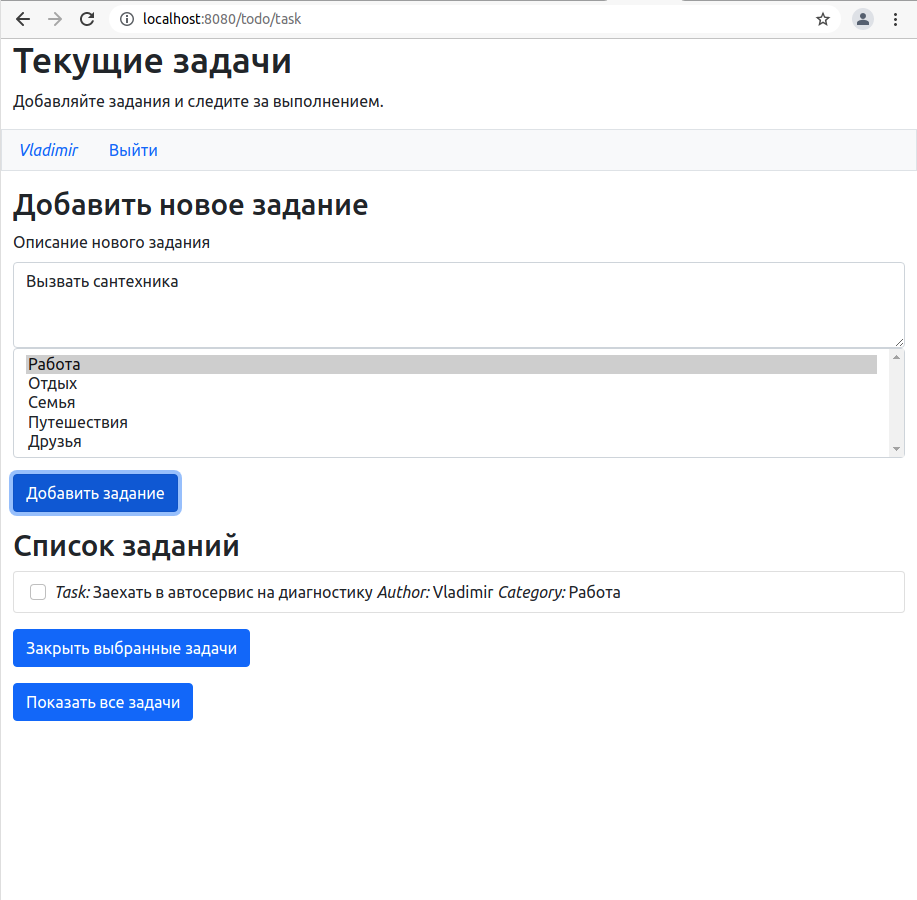 localhost:8080/todo/task
Текущие задачи
Добавляйте задания и следите за выполнением.
Vladimir Выйти
Добавить новое задание
Описание нового задания
Вызвать сантехника
Работа
Отдых
Семья
Путешествия
Друзья
Добавить задание
Список заданий
Task: Заехать в автосервис на диагностику Author: Vladimir Category: Работа
Закрыть выбранные задачи
Показать все задачи